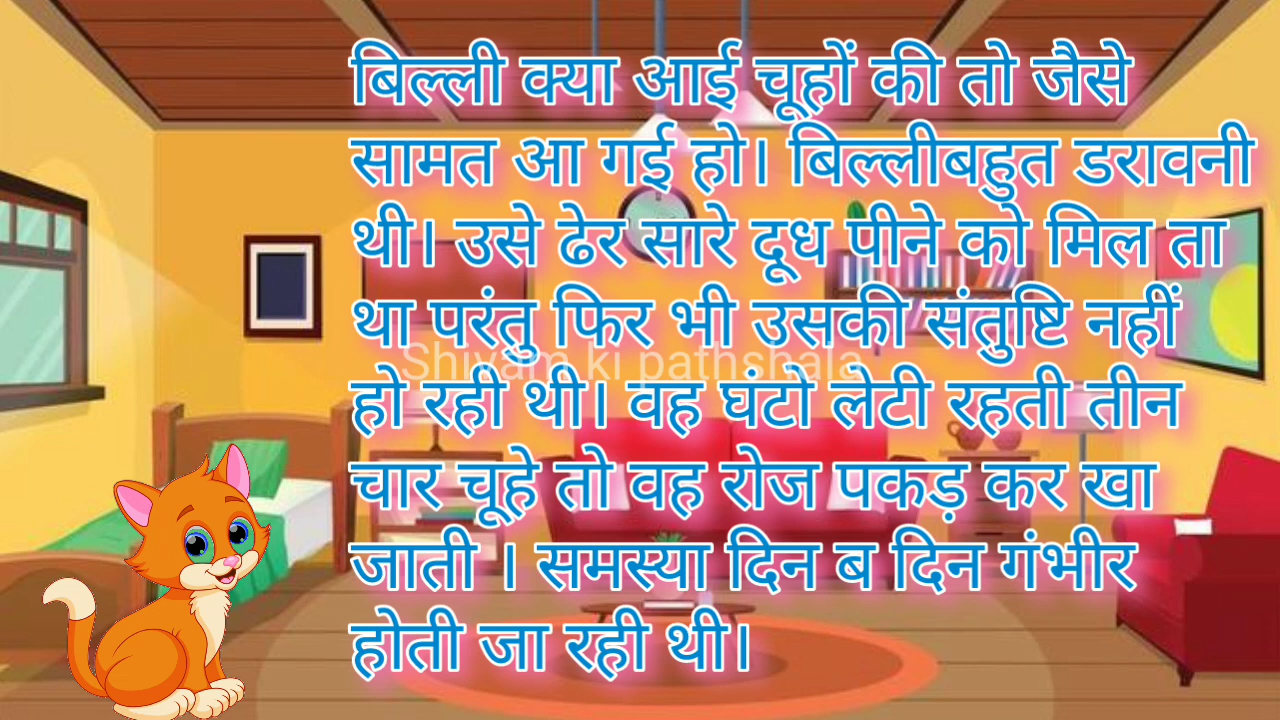 बिल्ली क्या आई चूहों की तो जैसे
सामत आ गई हो। बिल्लीबहुत डरावनी
थी। उसे ढेर सारे दूध पीने को मिल ता
था परंतु फिर भी उसकी संतुष्टि नहीं
Shivam ki pathshala
हो रही थी। वह घंटो लेटी रहती तीन
चार चूहे तो वह रोज पकड़ कर खा
जाती । समस्या दिन ब दिन गंभीर
होती जा रही थी।